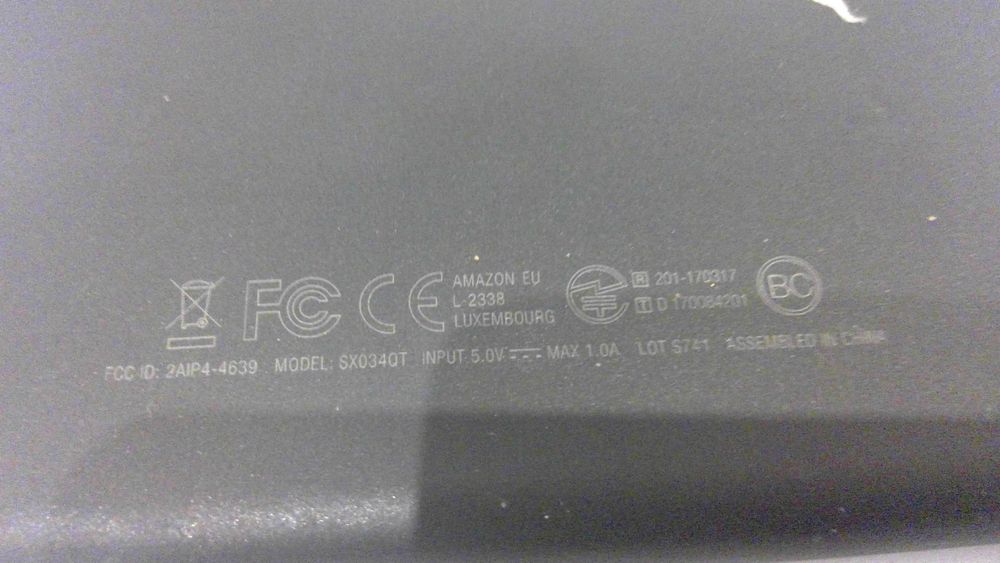 FC CE AMAZON EU
L-2338
LUXEMBOURG
R 201-170317
T D 170084201
BC
FCC ID: 2AIP4-4639 MODEL: SX034QT INPUT 5.0V MAX 1.0A LOT S741 ASSEMBLED IN CHINA